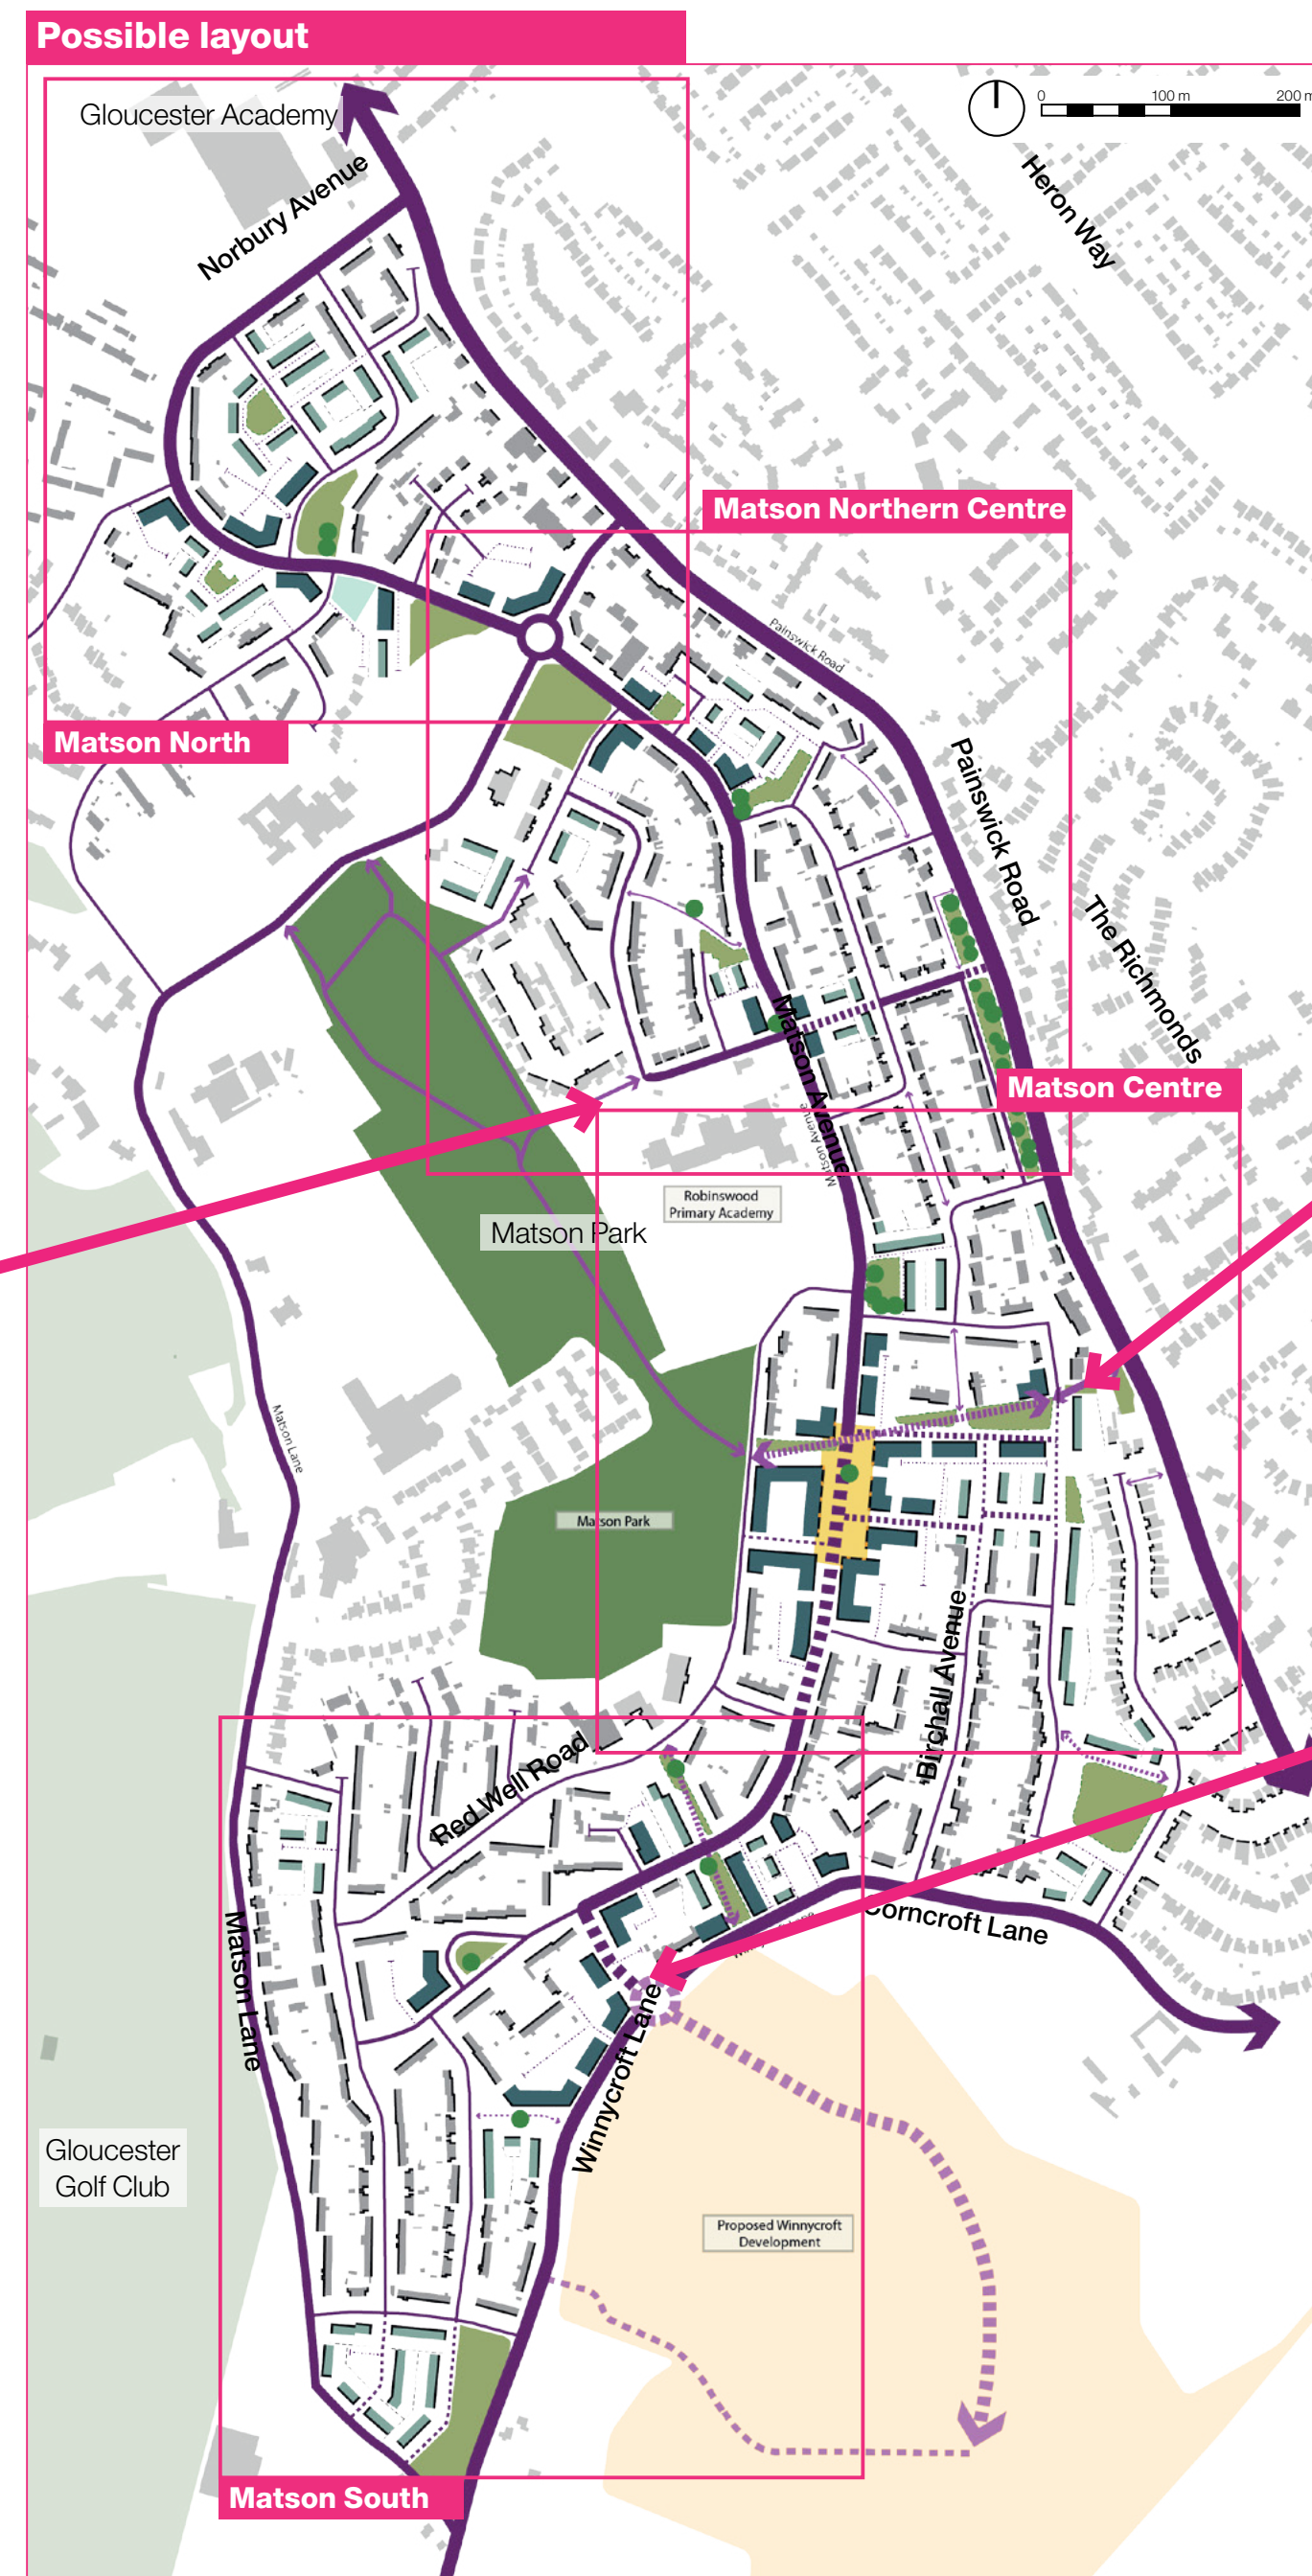 Possible layout
Gloucester Academy
0 100 m 200 m
Norbury Avenue
Heron Way
Matson Northern Centre
Painswick Road
Matson North
Painswick Road
The Richmonds
Matson Avenue
Matson Centre
Matson Avenue
Robinswood
Primary Academy
Matson Park
Matson Lane
Matson Park
Birchall Avenue
Red Well Road
Corncroft Lane
Matson Lane
Winnycroft Lane
Gloucester
Golf Club
Proposed Winnycroft
Development
Matson South